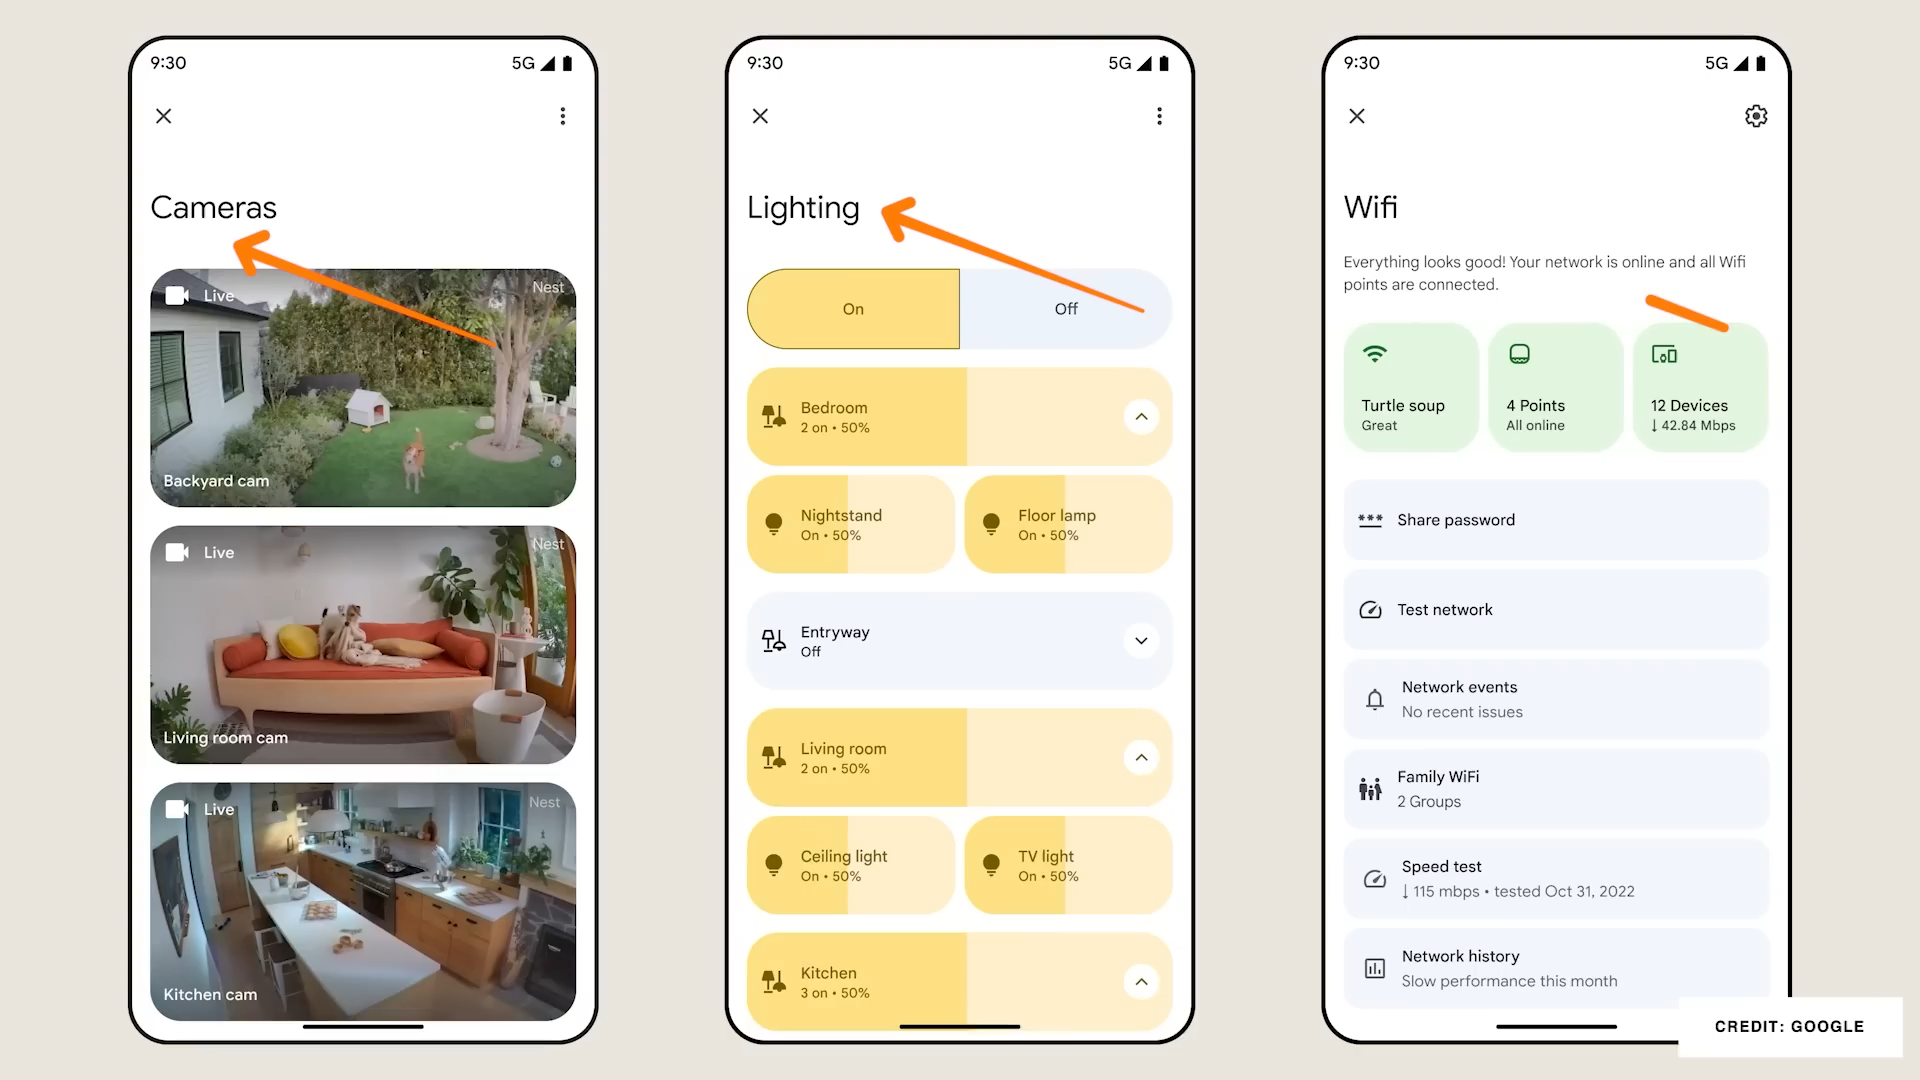 9:30 5G
Cameras
Live Nest
Backyard cam
Live Nest
Living room cam
Live Nest
Kitchen cam
9:30 5G
Lighting
On Off
Bedroom
2 on • 50%
Nightstand
On • 50%
Floor lamp
On • 50%
Entryway
Off
Living room
2 on • 50%
Ceiling light
On • 50%
TV light
On • 50%
Kitchen
3 on • 50%
9:30 5G
Wifi
Everything looks good! Your network is online and all Wifi
points are connected.
Turtle soup
Great
4 Points
All online
12 Devices
↓ 42.84 Mbps
Share password
Test network
Network events
No recent issues
Family WiFi
2 Groups
Speed test
↓ 115 mbps • tested Oct 31, 2022
Network history
Slow performance this month
CREDIT: GOOGLE